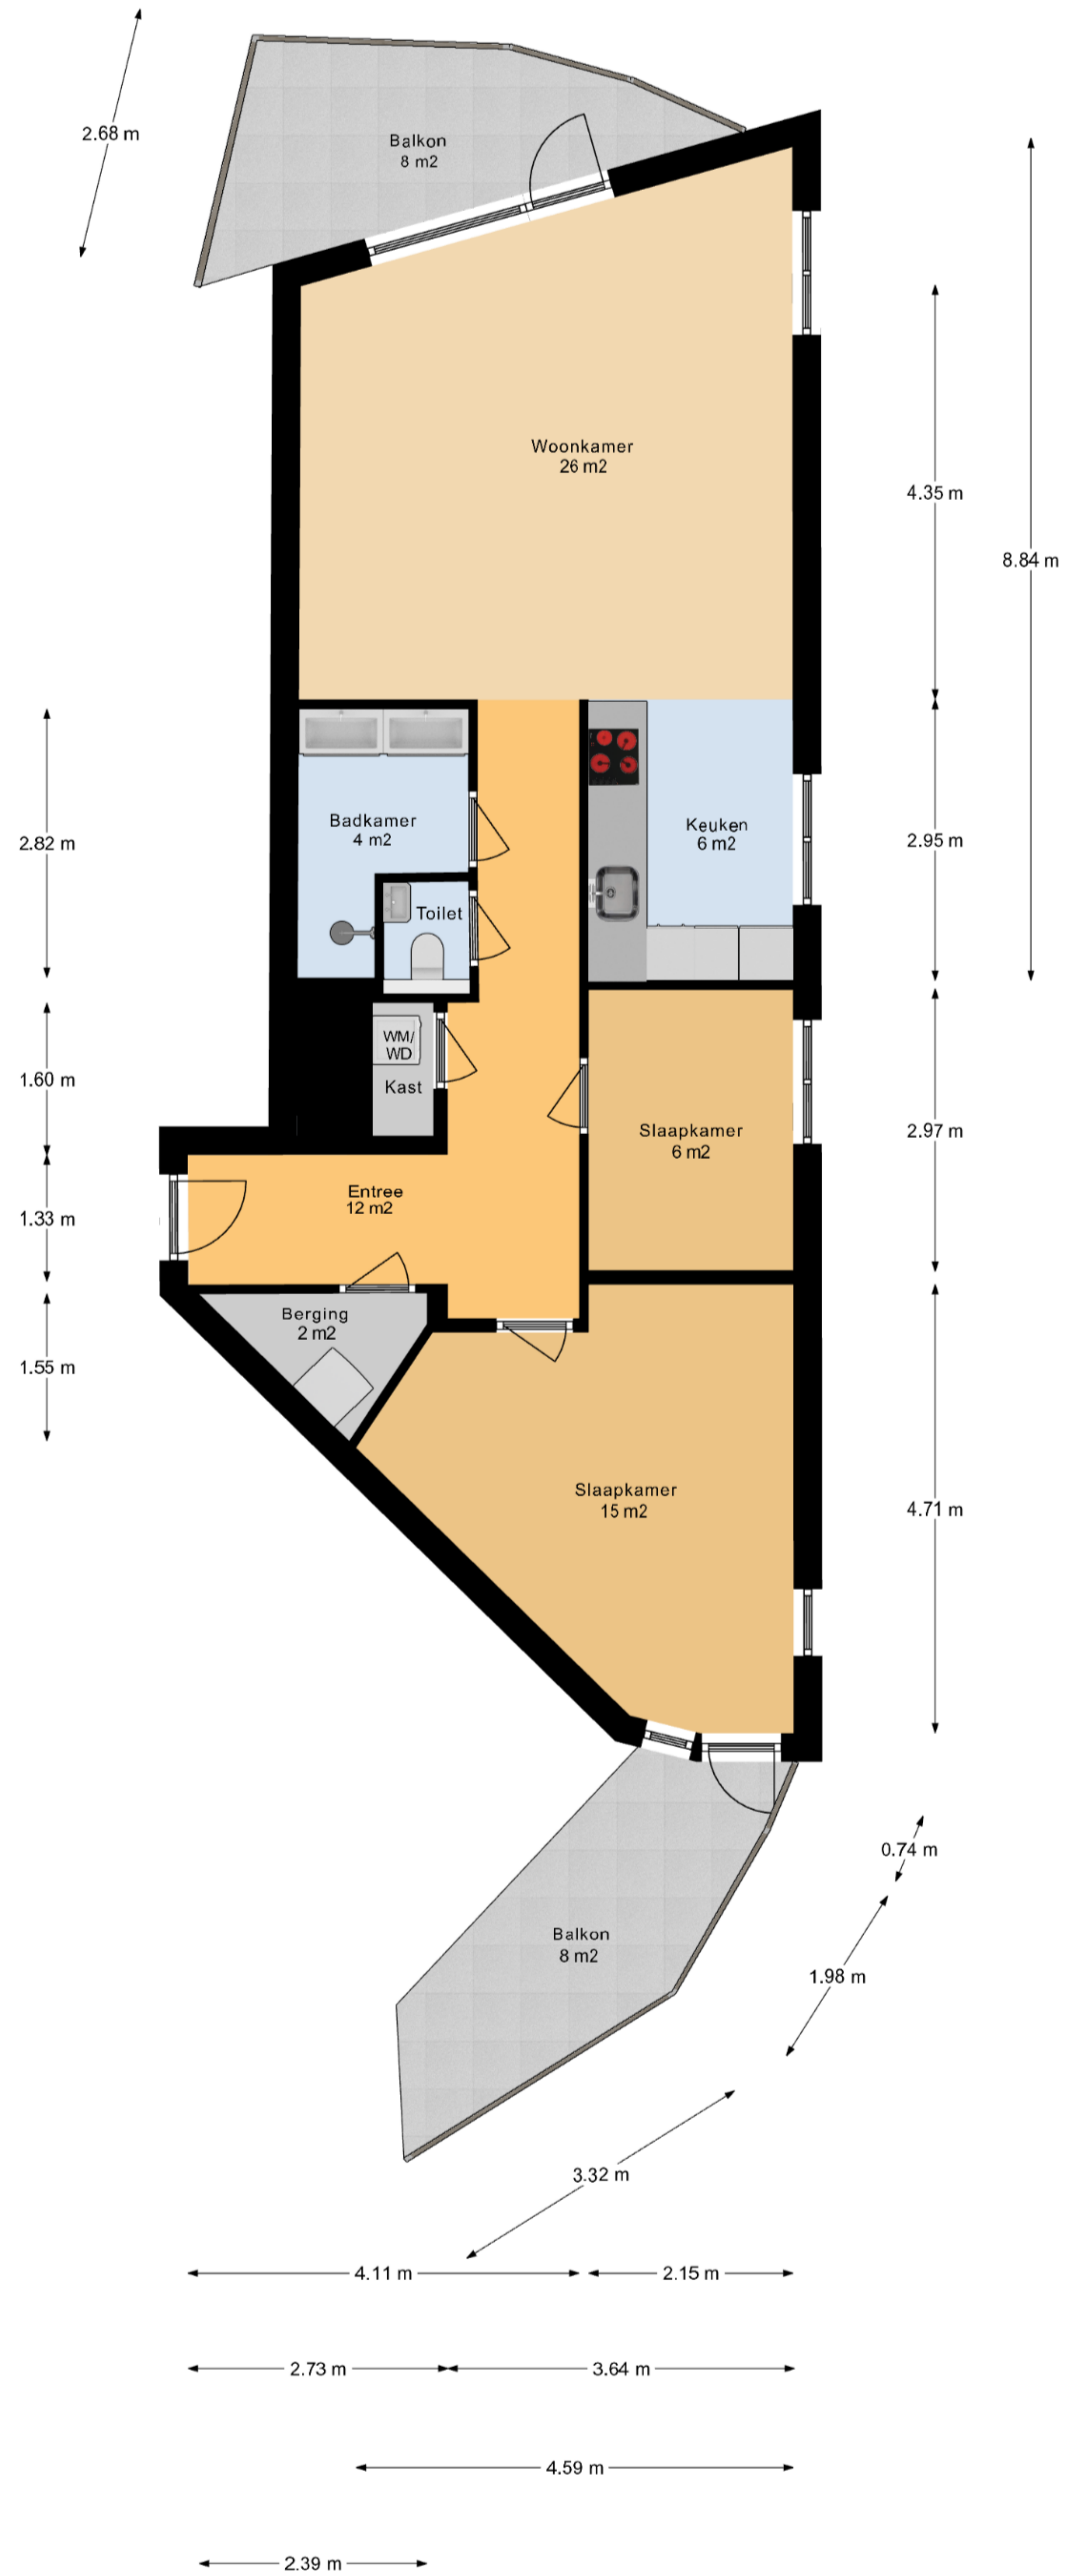 2.68 m
Balkon
8 m2
Woonkamer
26 m2
4.35 m
8.84 m
Badkamer
4 m2
Keuken
6 m2
2.82 m
2.95 m
Toilet
WM/
WD
Kast
1.60 m
Slaapkamer
6 m2
2.97 m
Entree
12 m2
1.33 m
Berging
2 m2
1.55 m
Slaapkamer
15 m2
4.71 m
0.74 m
Balkon
8 m2
1.98 m
3.32 m
4.11 m
2.15 m
2.73 m
3.64 m
4.59 m
2.39 m